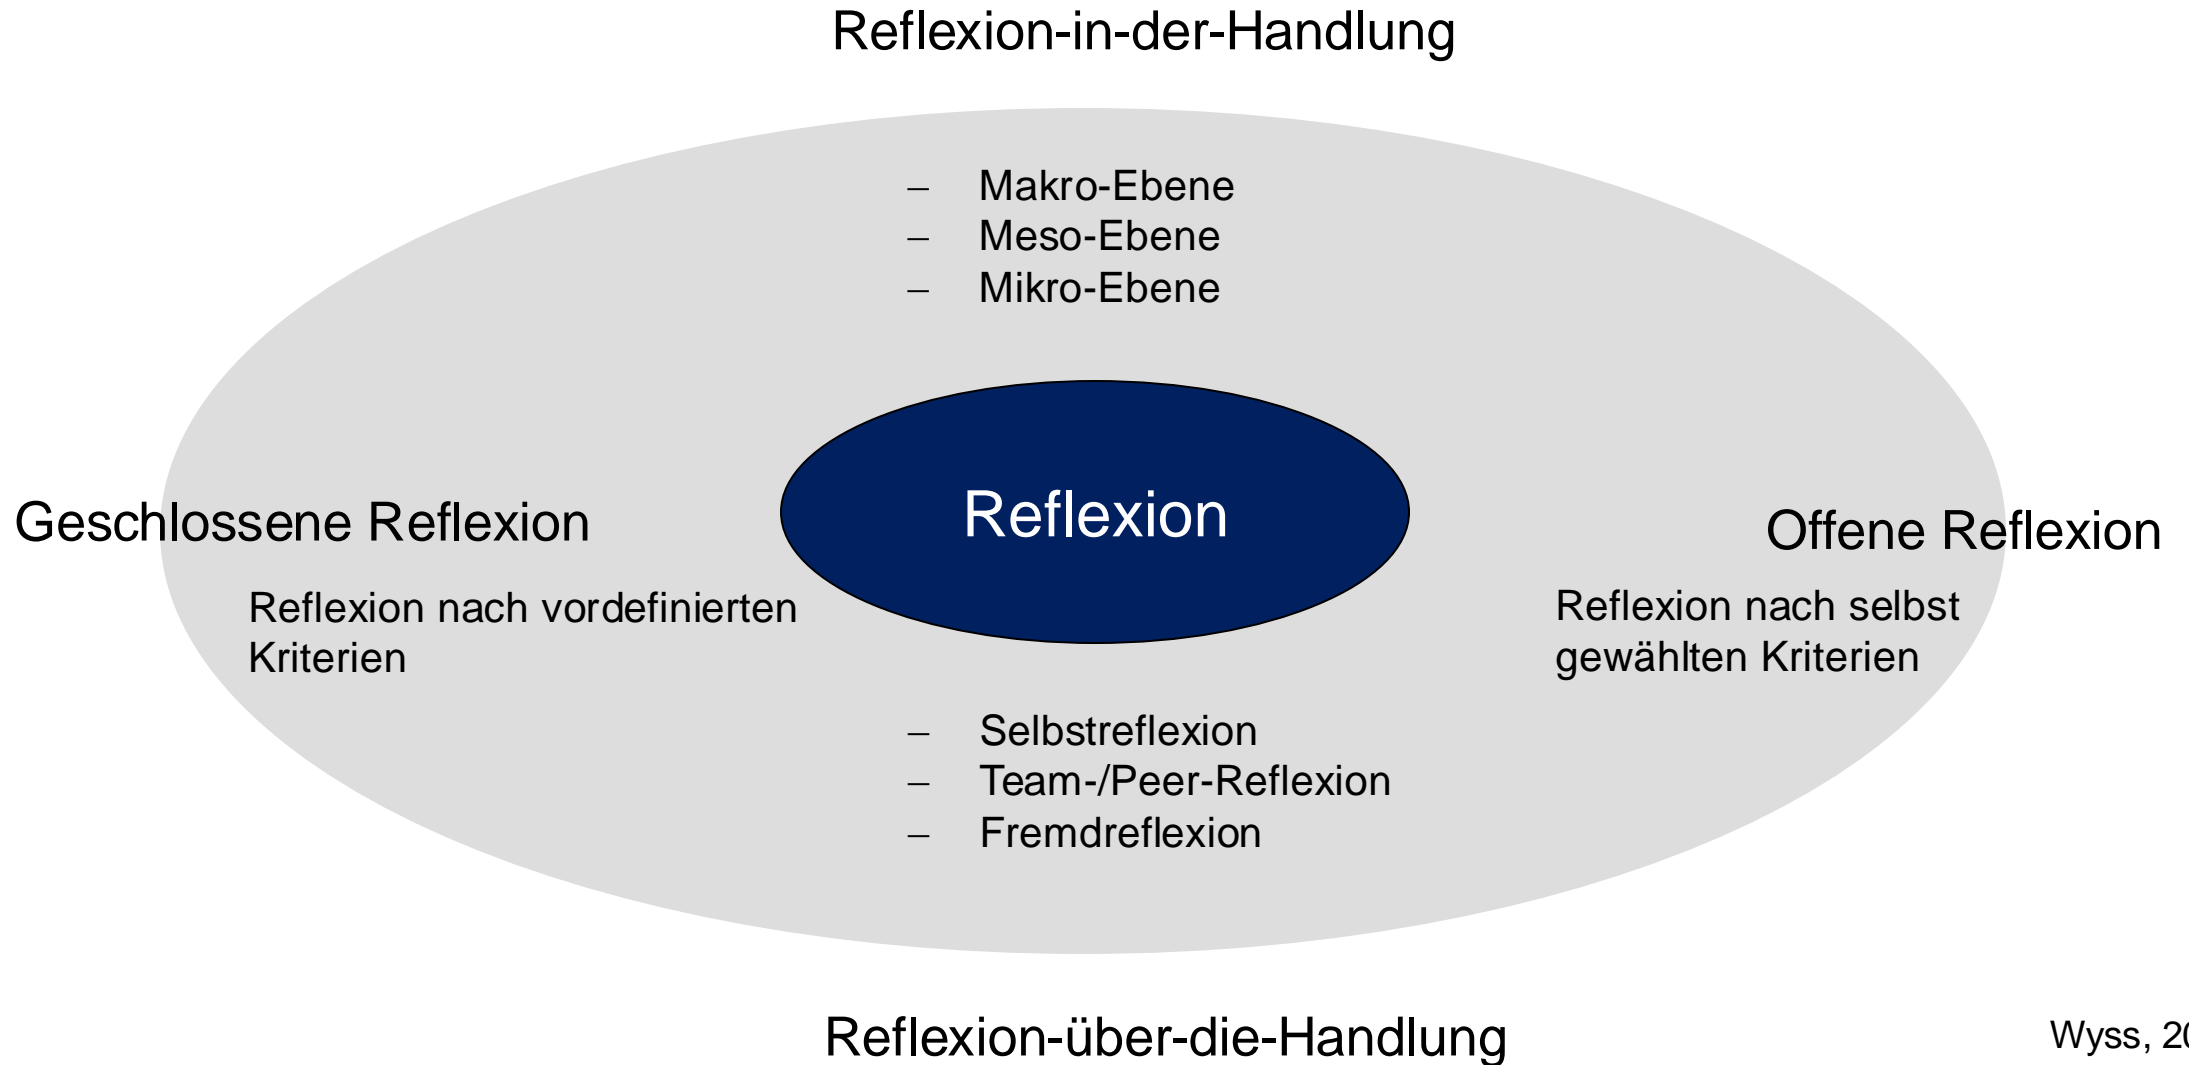 Reflexion-in-der-Handlung
– Makro-Ebene
– Meso-Ebene
– Mikro-Ebene
Geschlossene Reflexion
Reflexion nach vordefinierten
Kriterien
Reflexion
Offene Reflexion
Reflexion nach selbst
gewählten Kriterien
– Selbstreflexion
– Team-/Peer-Reflexion
– Fremdreflexion
Reflexion-über-die-Handlung
Wyss,